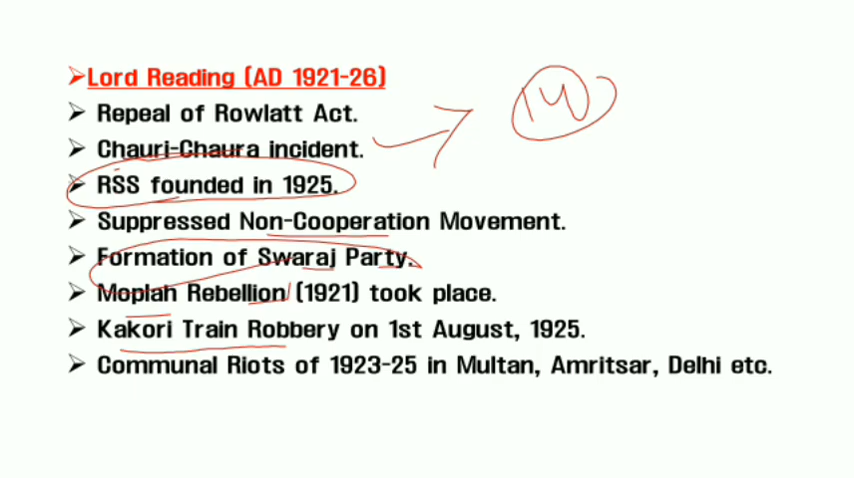 ➢Lord Reading (AD 1921-26)
➢ Repeal of Rowlatt Act.
➢ Chauri-Chaura incident.
➢ RSS founded in 1925.
➢ Suppressed Non-Cooperation Movement.
➢ Formation of Swaraj Party.
➢ Moplah Rebellion (1921) took place.
➢ Kakori Train Robbery on 1st August, 1925.
➢ Communal Riots of 1923-25 in Multan, Amritsar, Delhi etc.